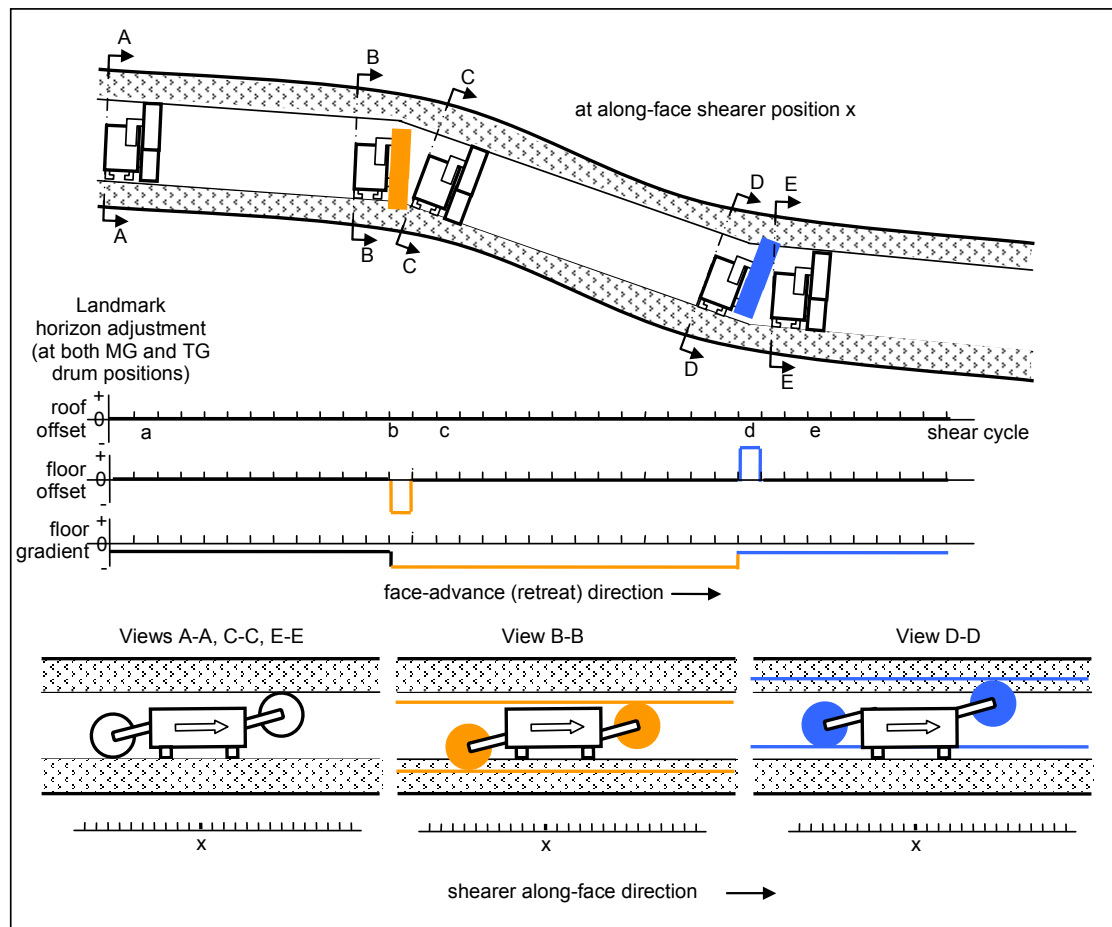 A
B
C
at along-face shearer position x
D
E
A
B
C
D
E
Landmark
horizon adjustment
(at both MG and TG
drum positions)
+
roof 0
offset a b c d e shear cycle
-
+
floor 0
offset
-
+
floor 0
gradient
-
face-advance (retreat) direction
Views A-A, C-C, E-E
View B-B
View D-D
x
x
x
shearer along-face direction